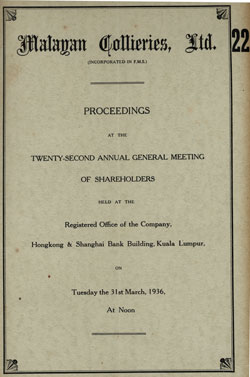 Malayan Collieries, Ltd.
22
(INCORPORATED IN F.M.S.)
PROCEEDINGS
AT THE
TWENTY-SECOND ANNUAL GENERAL MEETING
OF SHAREHOLDERS
HELD AT THE
Registered Office of the Company,
Hongkong & Shanghai Bank Building, Kuala Lumpur,
ON
Tuesday the 31st March, 1936,
At Noon